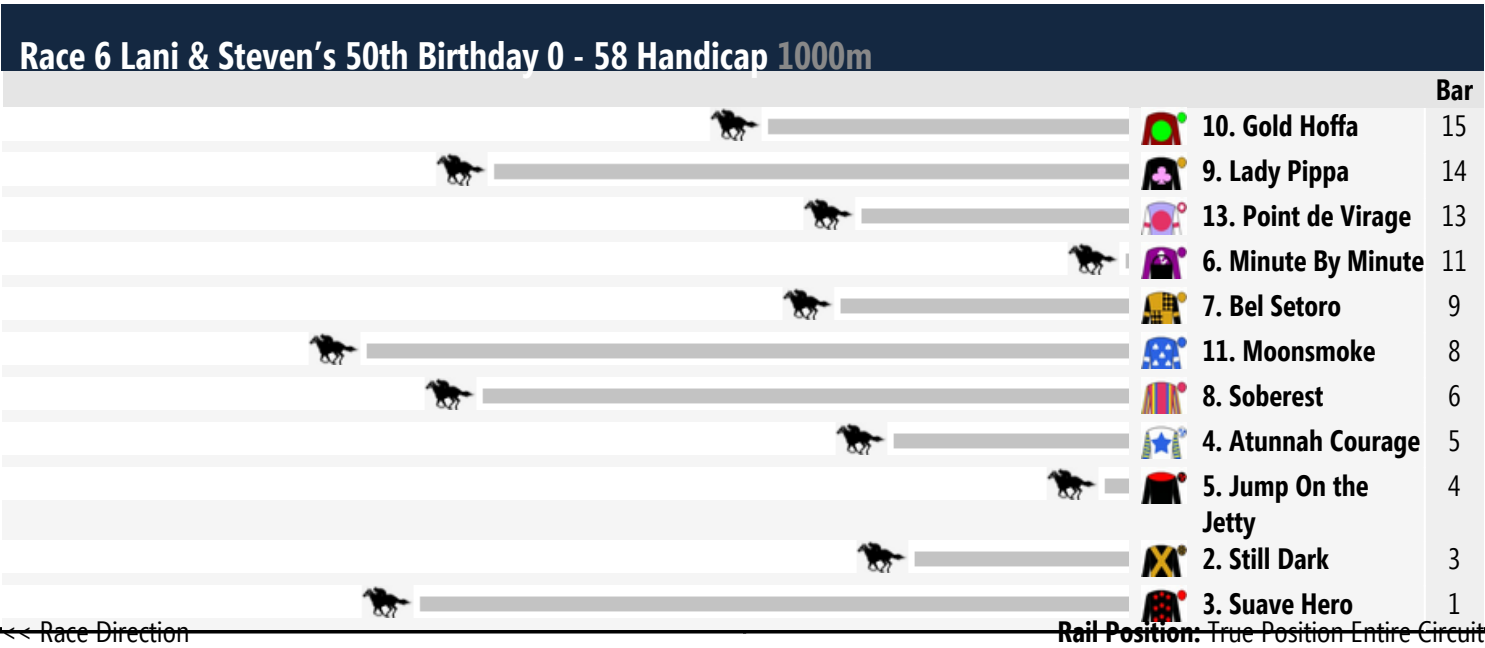 Race 6 Lani & Steven's 50th Birthday 0 - 58 Handicap 1000m
Bar
10. Gold Hoffa 15
9. Lady Pippa 14
13. Point de Virage 13
6. Minute By Minute 11
7. Bel Setoro 9
11. Moonsmoke 8
8. Soberest 6
4. Atunnah Courage 5
5. Jump On the 4
Jetty
2. Still Dark 3
3. Suave Hero 1
<< Race Direction Rail Position: True Position Entire Circuit